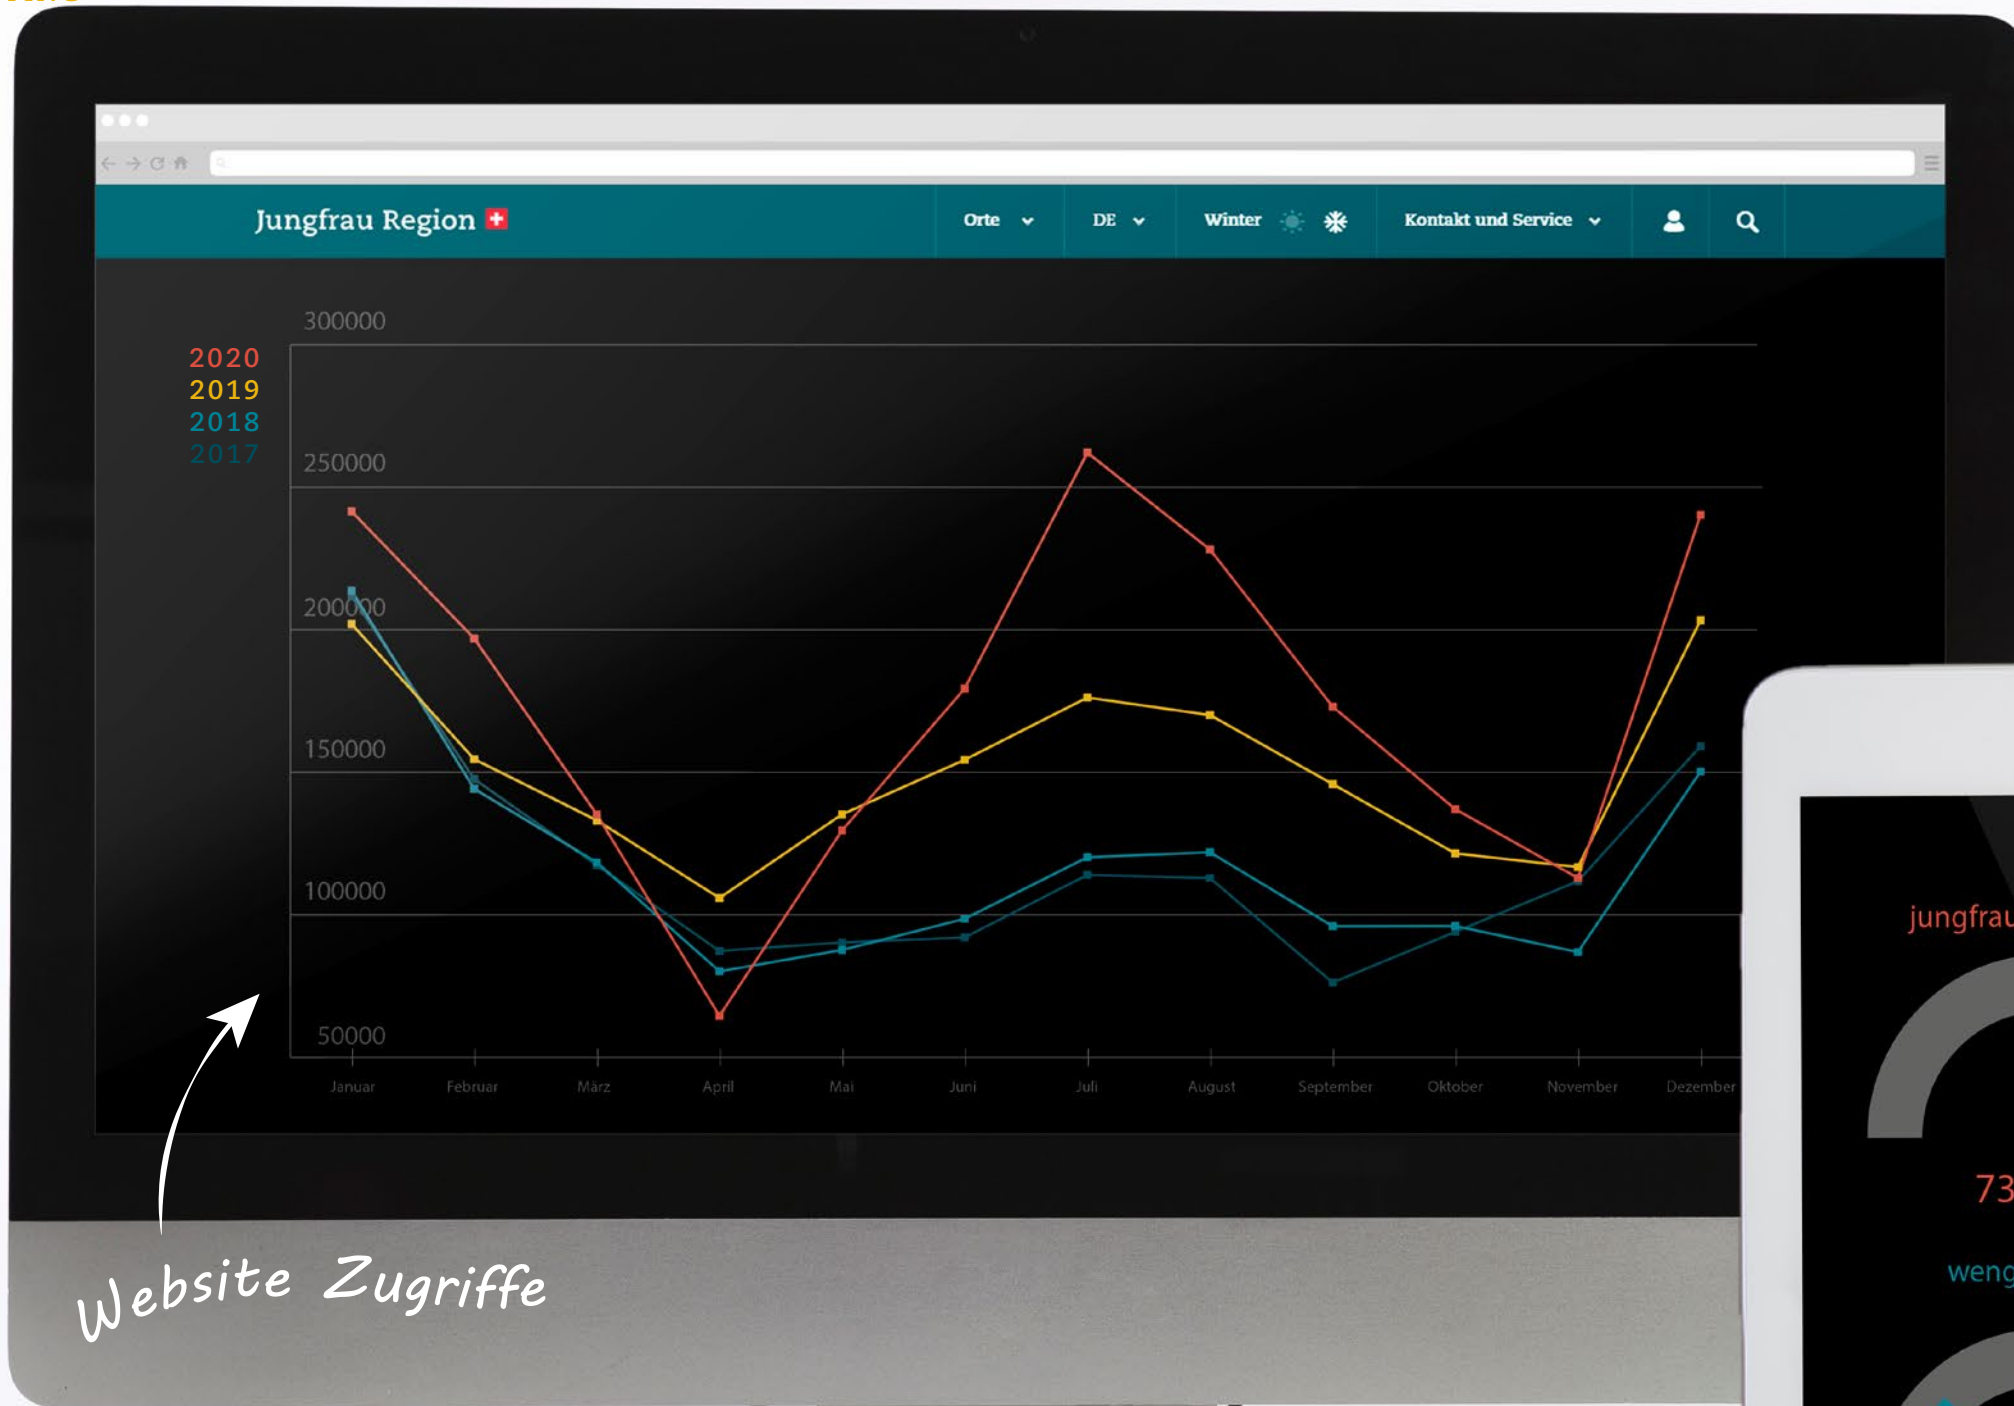 Jungfrau Region
Orte
DE
Winter
Kontakt und Service
300000
2020
2019
2018
2017
250000
200000
150000
100000
50000
Januar Februar März April Mai Juni Juli August September Oktober November Dezember
Website Zugriffe
jungfrau
73
weng